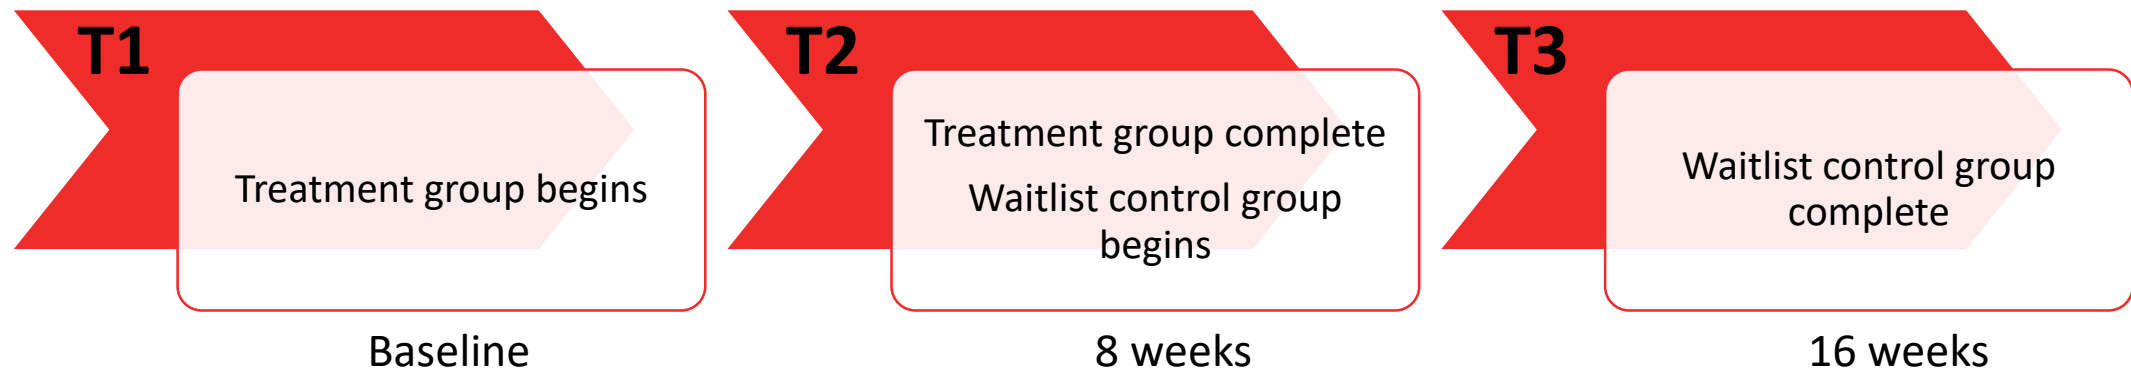 T1
Treatment group begins
Baseline
T2
Treatment group complete
Waitlist control group
begins
8 weeks
T3
Waitlist control group
complete
16 weeks